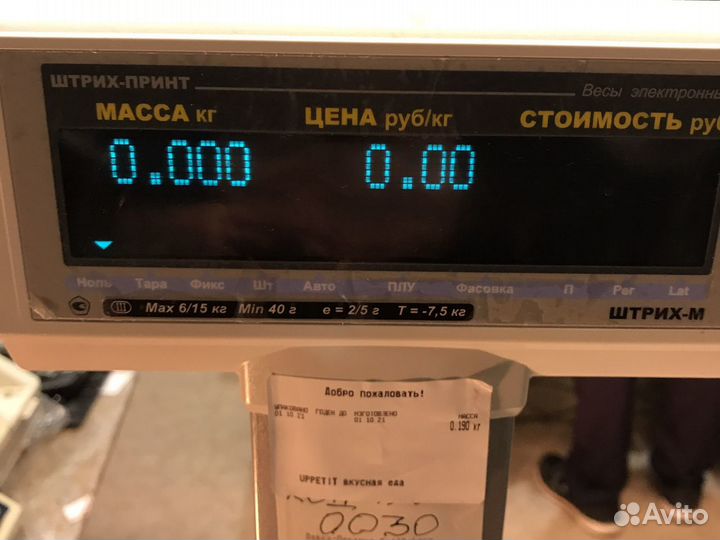 ШТРИХ-ПРИНТ
Весы электронны
МАССА кг ЦЕНА руб/кг СТОИМОСТЬ руб
0.000 0.00
Ноль Тара Фикс Шт Авто ПЛУ Фасовка П Рег Lat
Max 6/15 кг Min 40 г e = 2/5 г T = -7,5 кг
ШТРИХ-М
Добро пожаловать!
УПАКОВАНО ГОДЕН ДО ИЗГОТОВЛЕНО МАССА
01 10 21 01 10 21 0.190 кг
UPPETIT вкусная еда
0030
Avito